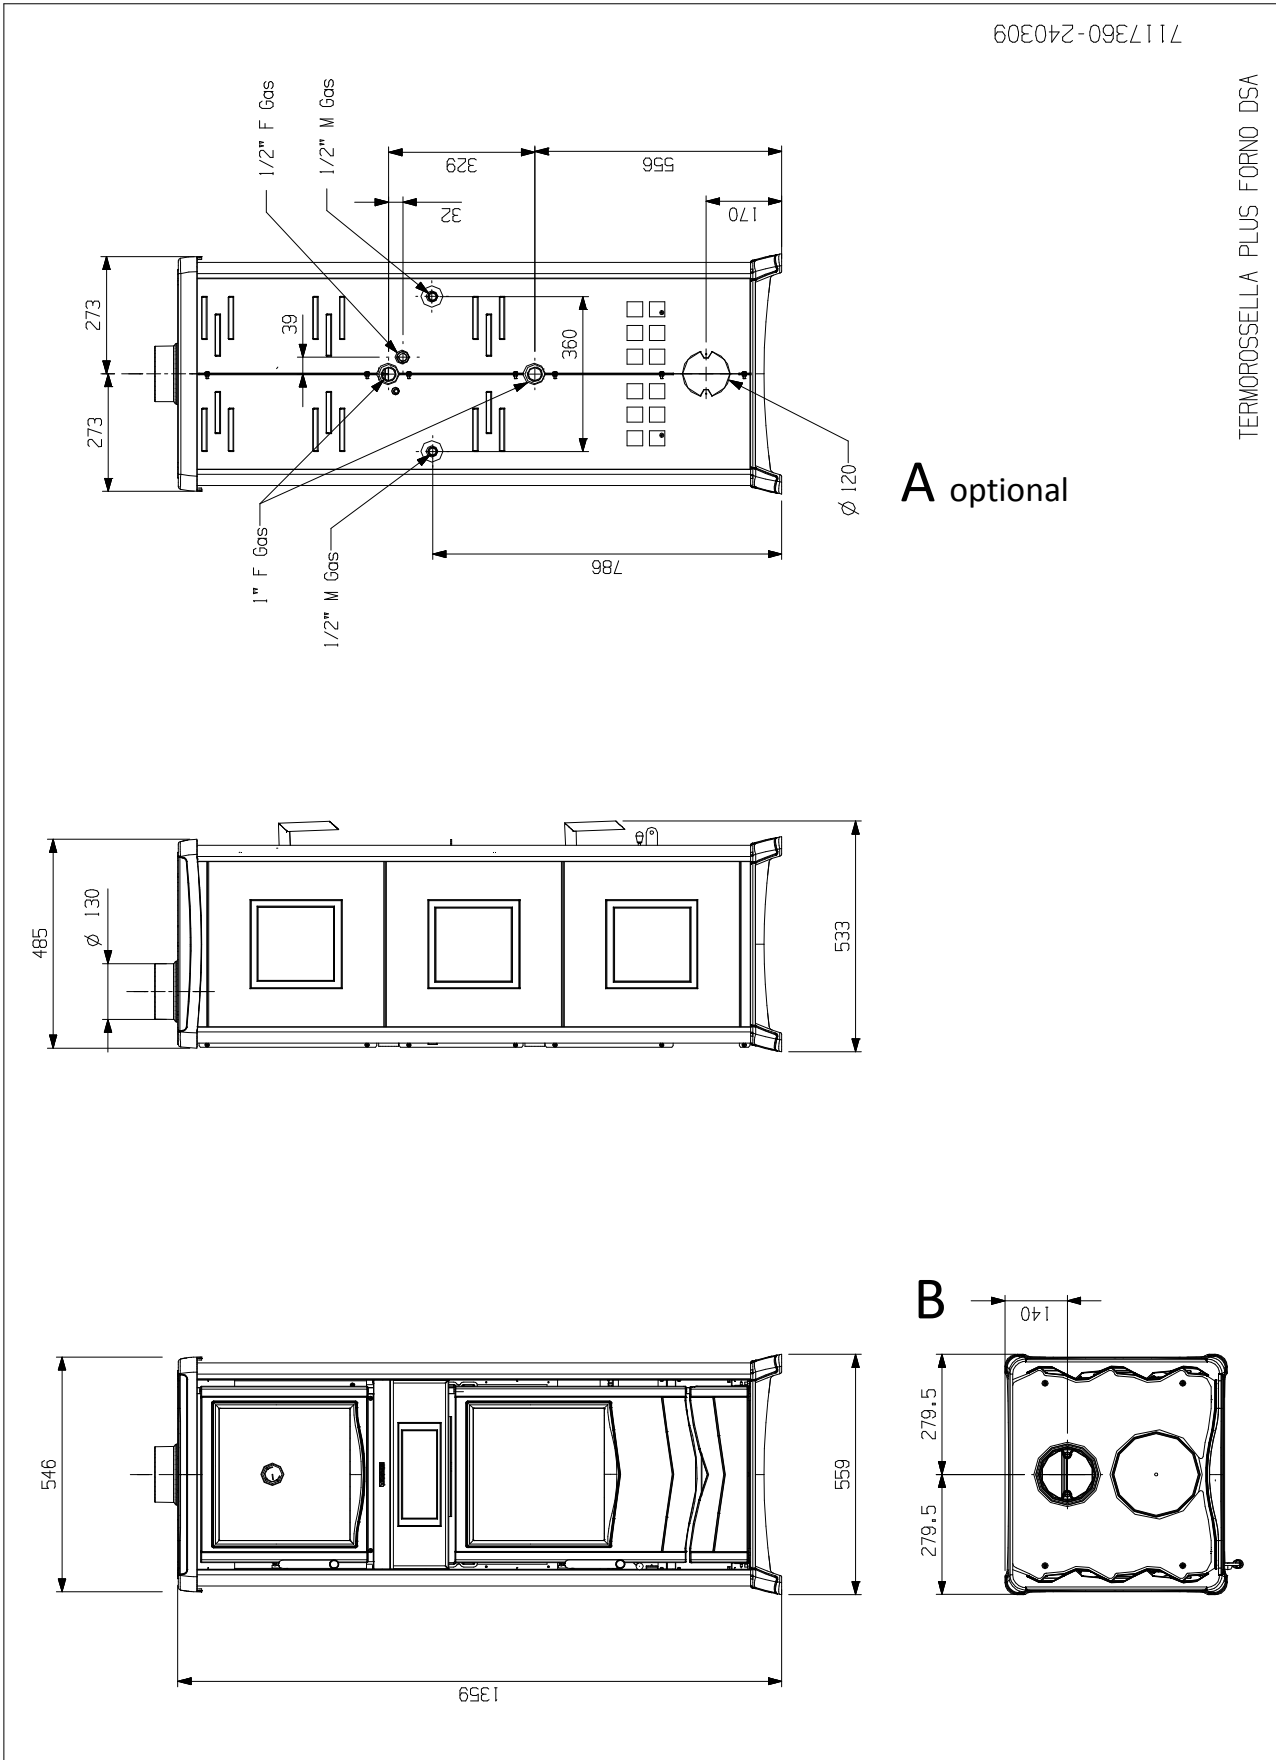 71117360-240309
TERMOROSSELLA PLUS FORNO DSA
1/2" F Gas
1/2" M Gas
329
556
32
170
273
273
39
360
Ø 120
A optional
1" F Gas
1/2" M Gas
786
485
Ø 130
533
546
559
1359
B
140
279.5
279.5